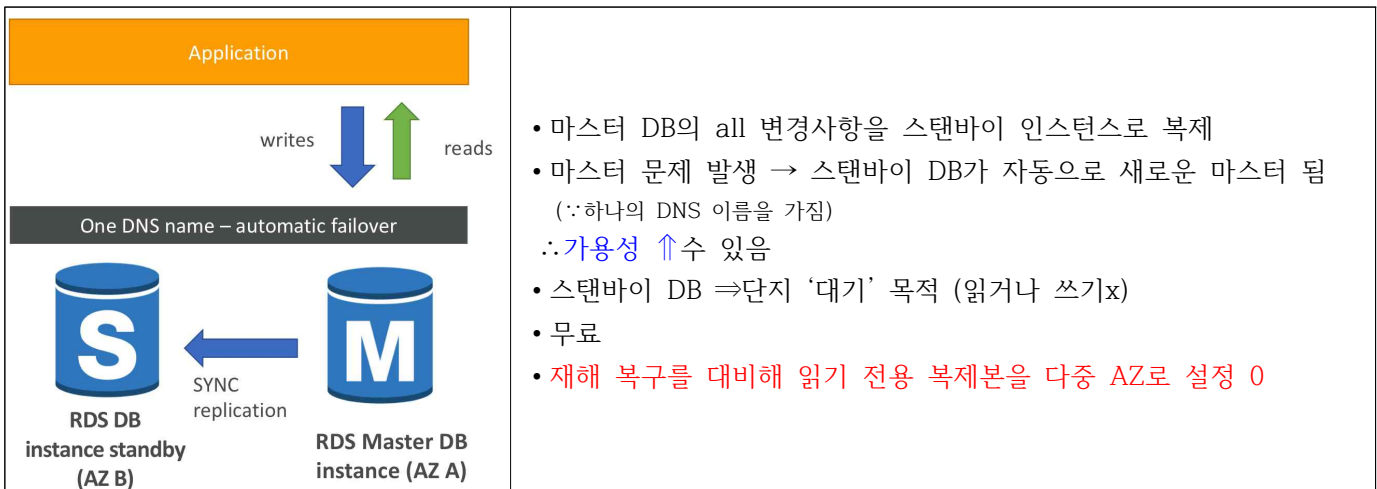 Application
writes
reads
One DNS name – automatic failover
S
M
SYNC
replication
RDS DB
instance standby
(AZ B)
RDS Master DB
instance (AZ A)
• 마스터 DB의 all 변경사항을 스탠바이 인스턴스로 복제
• 마스터 문제 발생 → 스탠바이 DB가 자동으로 새로운 마스터 됨
(∵하나의 DNS 이름을 가짐)
∴가용성 ⇑수 있음
• 스탠바이 DB ⇒단지 ‘대기’ 목적 (읽거나 쓰기x)
• 무료
• 재해 복구를 대비해 읽기 전용 복제본을 다중 AZ로 설정 0